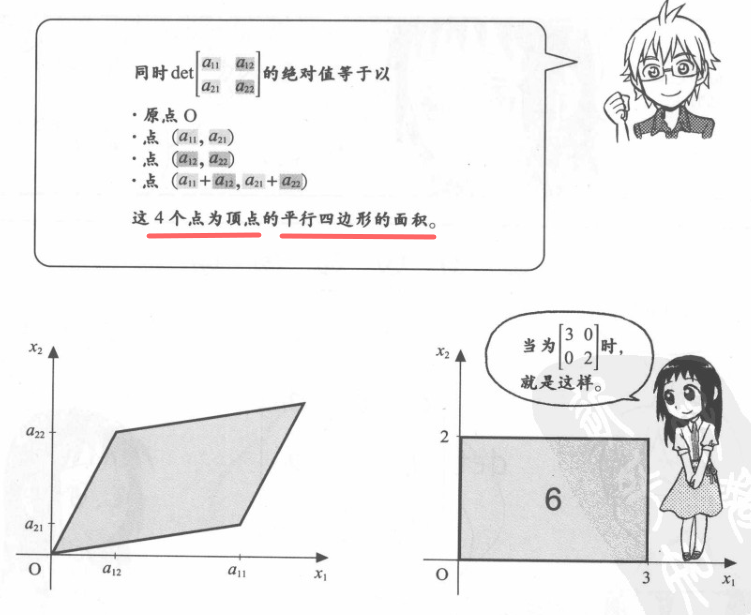 同时det[a₁₁ a₁₂
a₂₁ a₂₂]的绝对值等于以
·原点 O
·点 (a₁₁, a₂₁)
·点 (a₁₂, a₂₂)
·点 (a₁₁+a₁₂, a₂₁+a₂₂)
这4个点为顶点的平行四边形的面积。
x₂
a₂₂
a₂₁
O
a₁₂
a₁₁
x₁
当为[3 0
0 2]时,
就是这样。
x₂
2
6
O
3
x₁